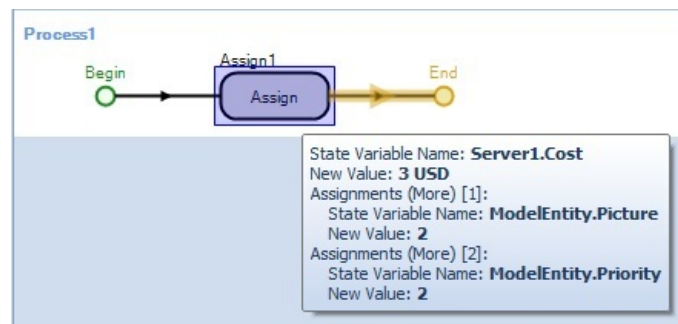 Process1
Assign1
Begin
End
Assign
State Variable Name: Server1.Cost
New Value: 3 USD
Assignments (More) [1]:
State Variable Name: ModelEntity.Picture
New Value: 2
Assignments (More) [2]:
State Variable Name: ModelEntity.Priority
New Value: 2